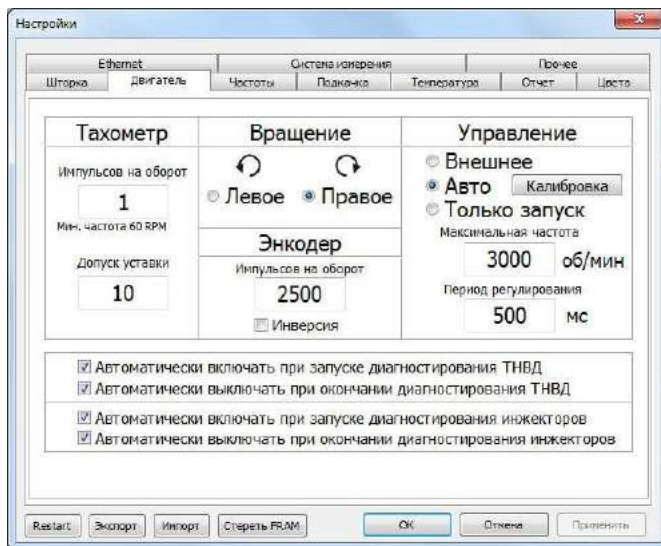 Настройки
Ethernet Система измерения Прочее
Шторка Двигатель Частоты Подкачка Температура Отчет Цвета
Тахометр Вращение Управление
Импульсов на оборот
1
Мин. частота 60 RPM
Допуск уставки
10
Левое Правое
Энкодер
Импульсов на оборот
2500
Инверсия
Внешнее
Авто Калибровка
Только запуск
Максимальная частота
3000 об/мин
Период регулирования
500 мс
Автоматически включать при запуске диагностирования ТНВД
Автоматически выключать при окончании диагностирования ТНВД
Автоматически включать при запуске диагностирования инжекторов
Автоматически выключать при окончании диагностирования инжекторов
Restart Экспорт Импорт Стереть FRAM OK Отмена Применить